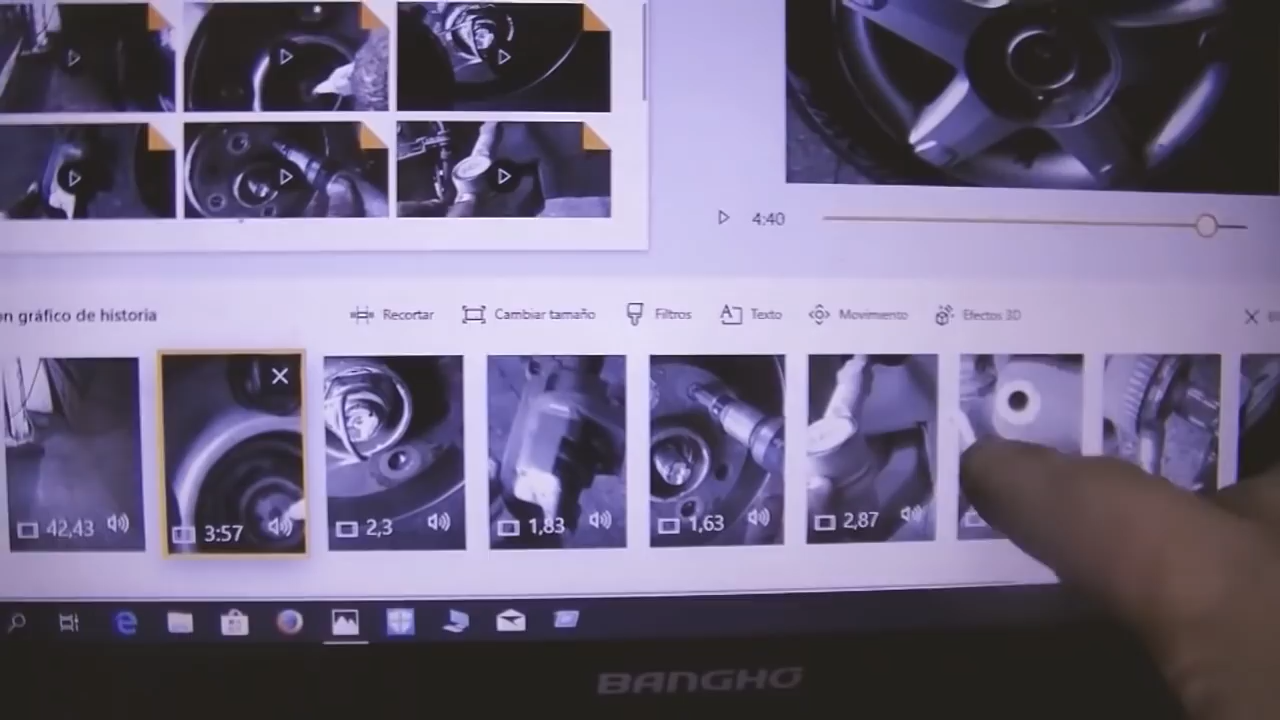 4:40
n gráfico de historia
Recortar
Cambiar tamaño
Filtros
Texto
Movimiento
Efectos 3D
42,43
3:57
2,3
1,83
1,63
2,87
BANGHO